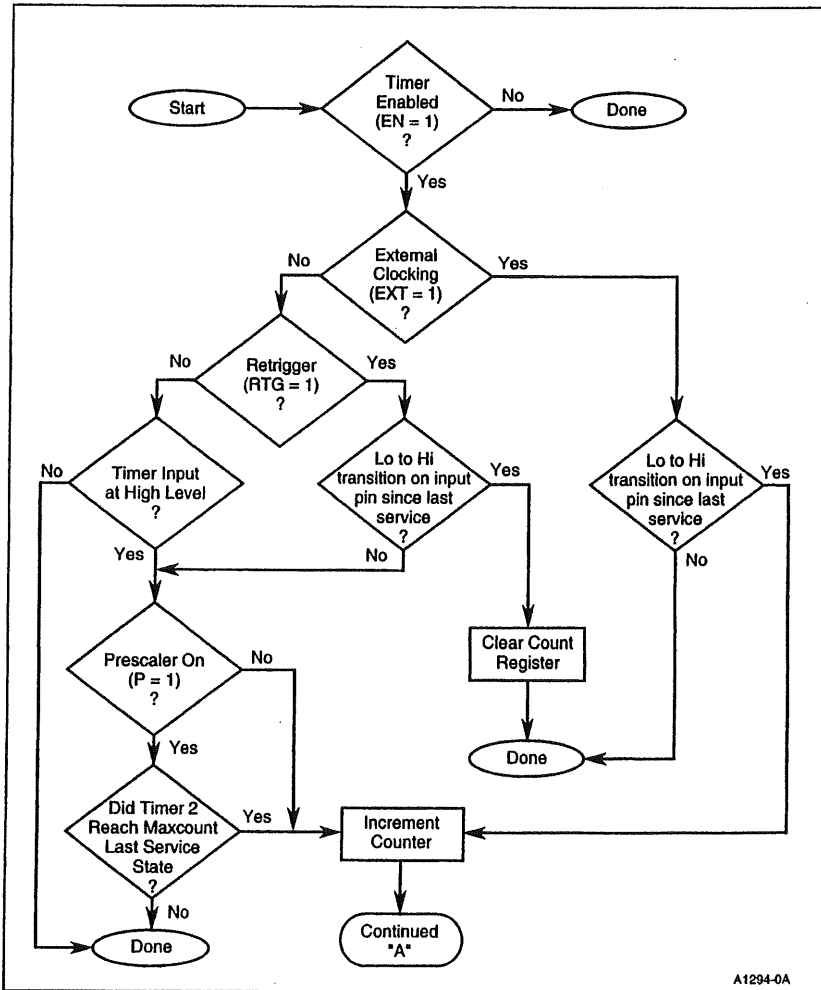 Timer
Enabled
(EN = 1)
?
Start
No
Done
Yes
External
Clocking
(EXT = 1)
?
No
Yes
Retrigger
(RTG = 1)
?
No
Yes
Timer Input
at High Level
?
No
Yes
Lo to Hi
transition on input
pin since last
service
?
Yes
No
Lo to Hi
transition on input
pin since last
service
?
Yes
No
Prescaler On
(P = 1)
?
No
Yes
Clear Count
Register
Done
Did Timer 2
Reach Maxcount
Last Service
State
?
Yes
No
Increment
Counter
Done
Continued
"A"
A1294-0A